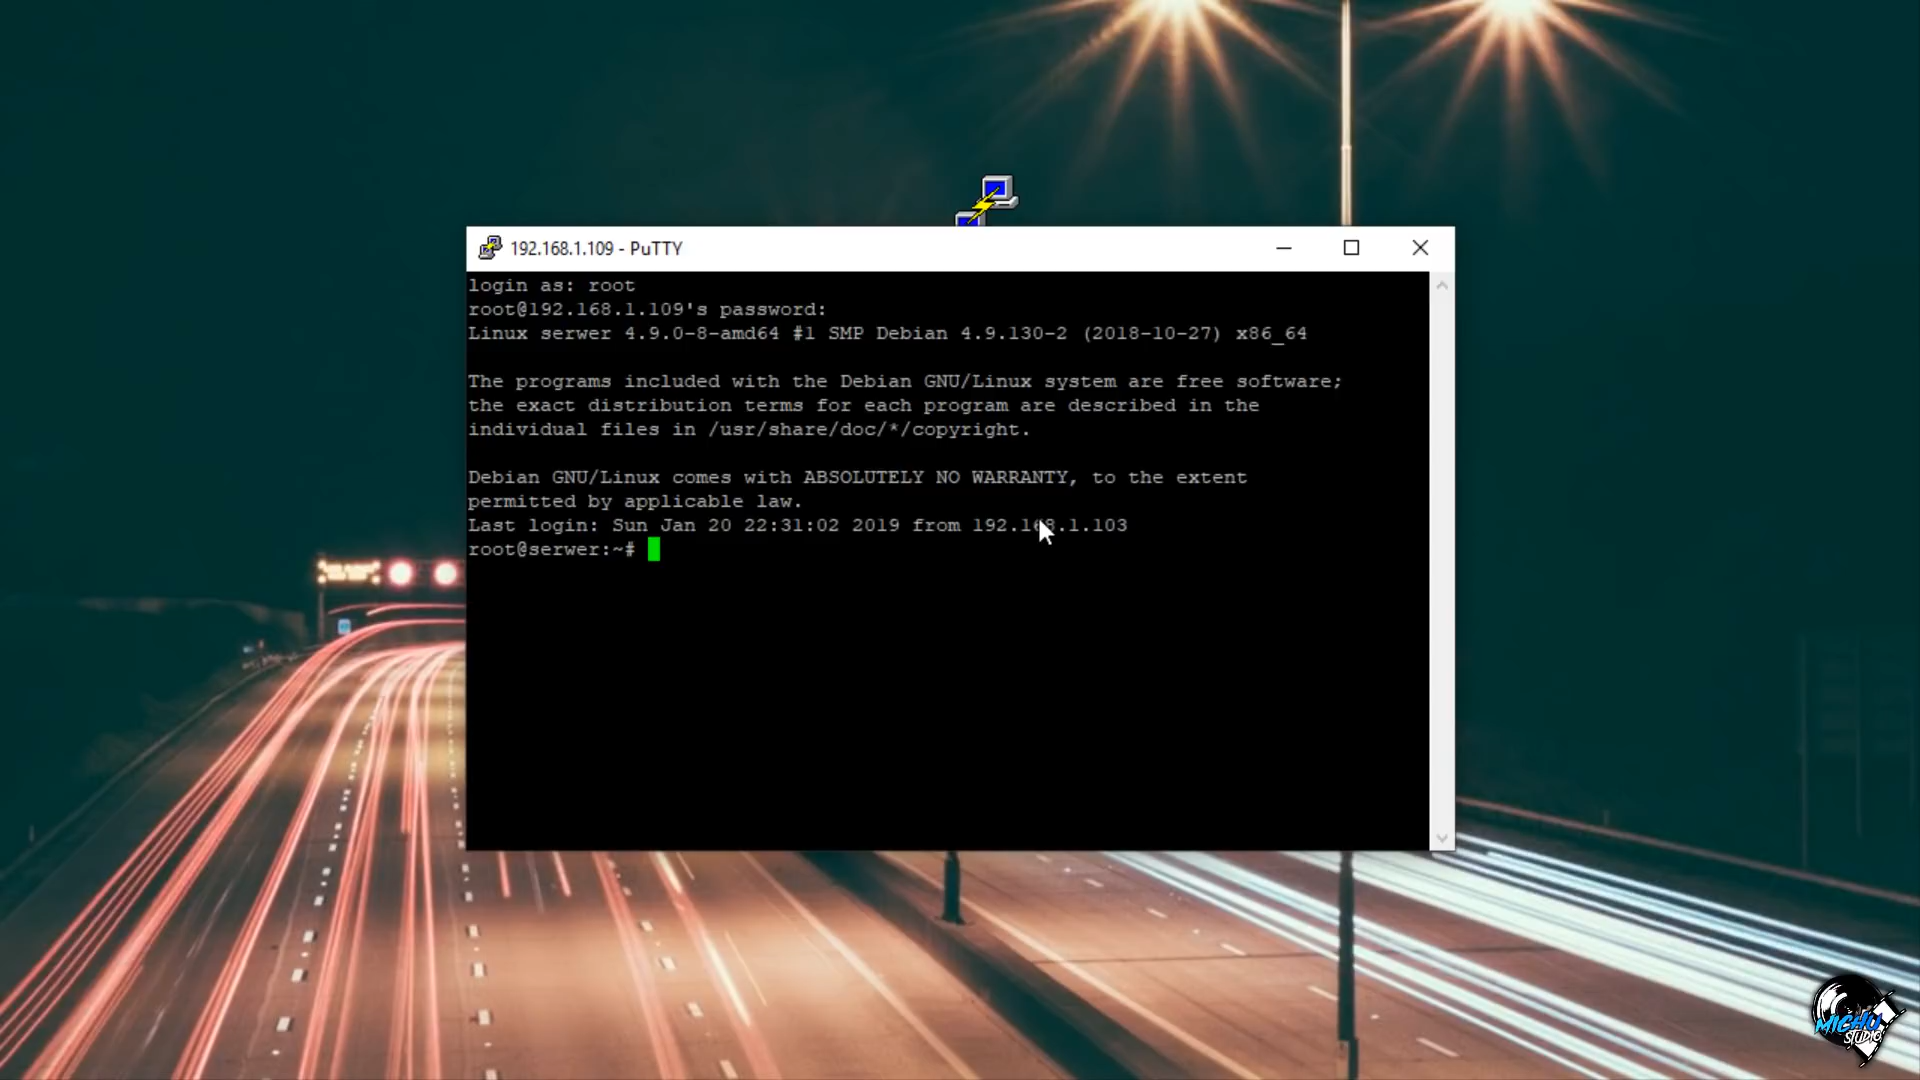 192.168.1.109 - PuTTY
login as: root
root@192.168.1.109's password:
Linux serwer 4.9.0-8-amd64 #1 SMP Debian 4.9.130-2 (2018-10-27) x86_64
The programs included with the Debian GNU/Linux system are free software;
the exact distribution terms for each program are described in the
individual files in /usr/share/doc/*/copyright.
Debian GNU/Linux comes with ABSOLUTELY NO WARRANTY, to the extent
permitted by applicable law.
Last login: Sun Jan 20 22:31:02 2019 from 192.168.1.103
root@serwer:~#
MICHU
STUDIO